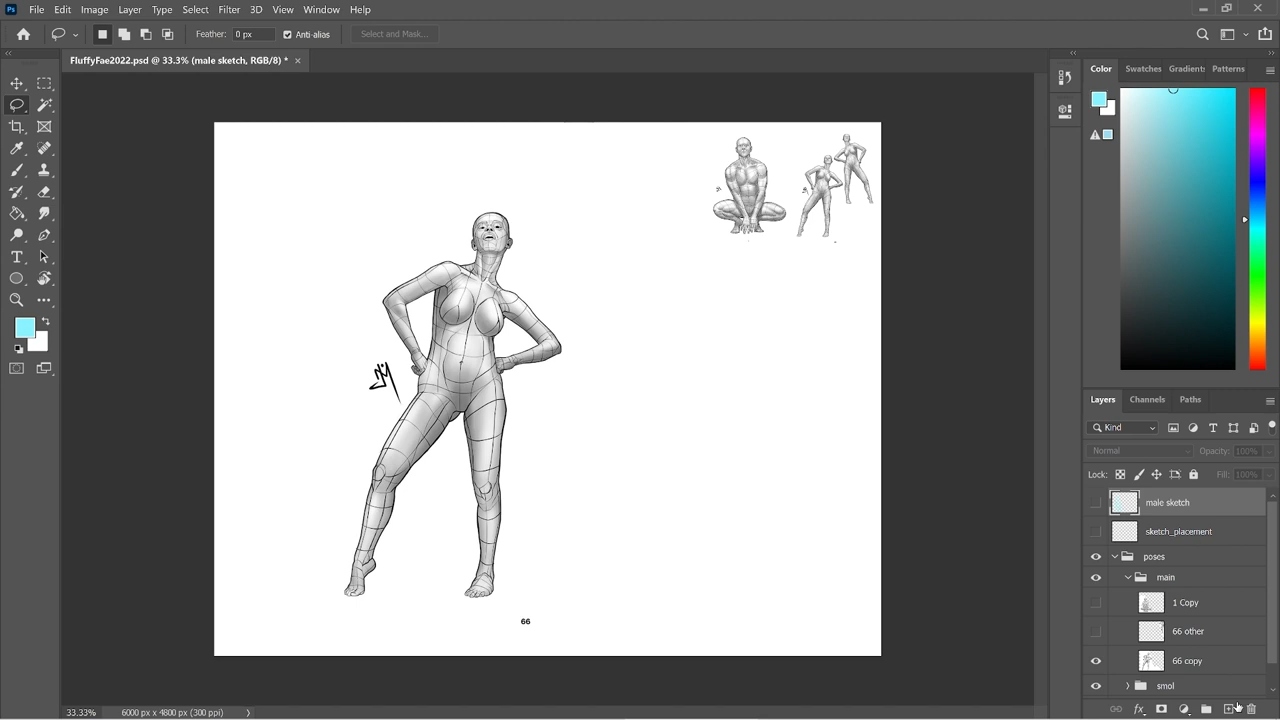 Ps File Edit Image Layer Type Select Filter 3D View Window Help
Feather: 0 px Anti-alias Select and Mask...
FluffyFae2022.psd @ 33.3% (male sketch, RGB/8) * ×
Color Swatches Gradients Patterns
66
Layers Channels Paths
Kind
Normal Opacity: 100%
Lock: Fill: 100%
male sketch
sketch_placement
poses
main
1 Copy
66 other
66 copy
smol
fx
33.33% 6000 px x 4800 px (300 ppi)